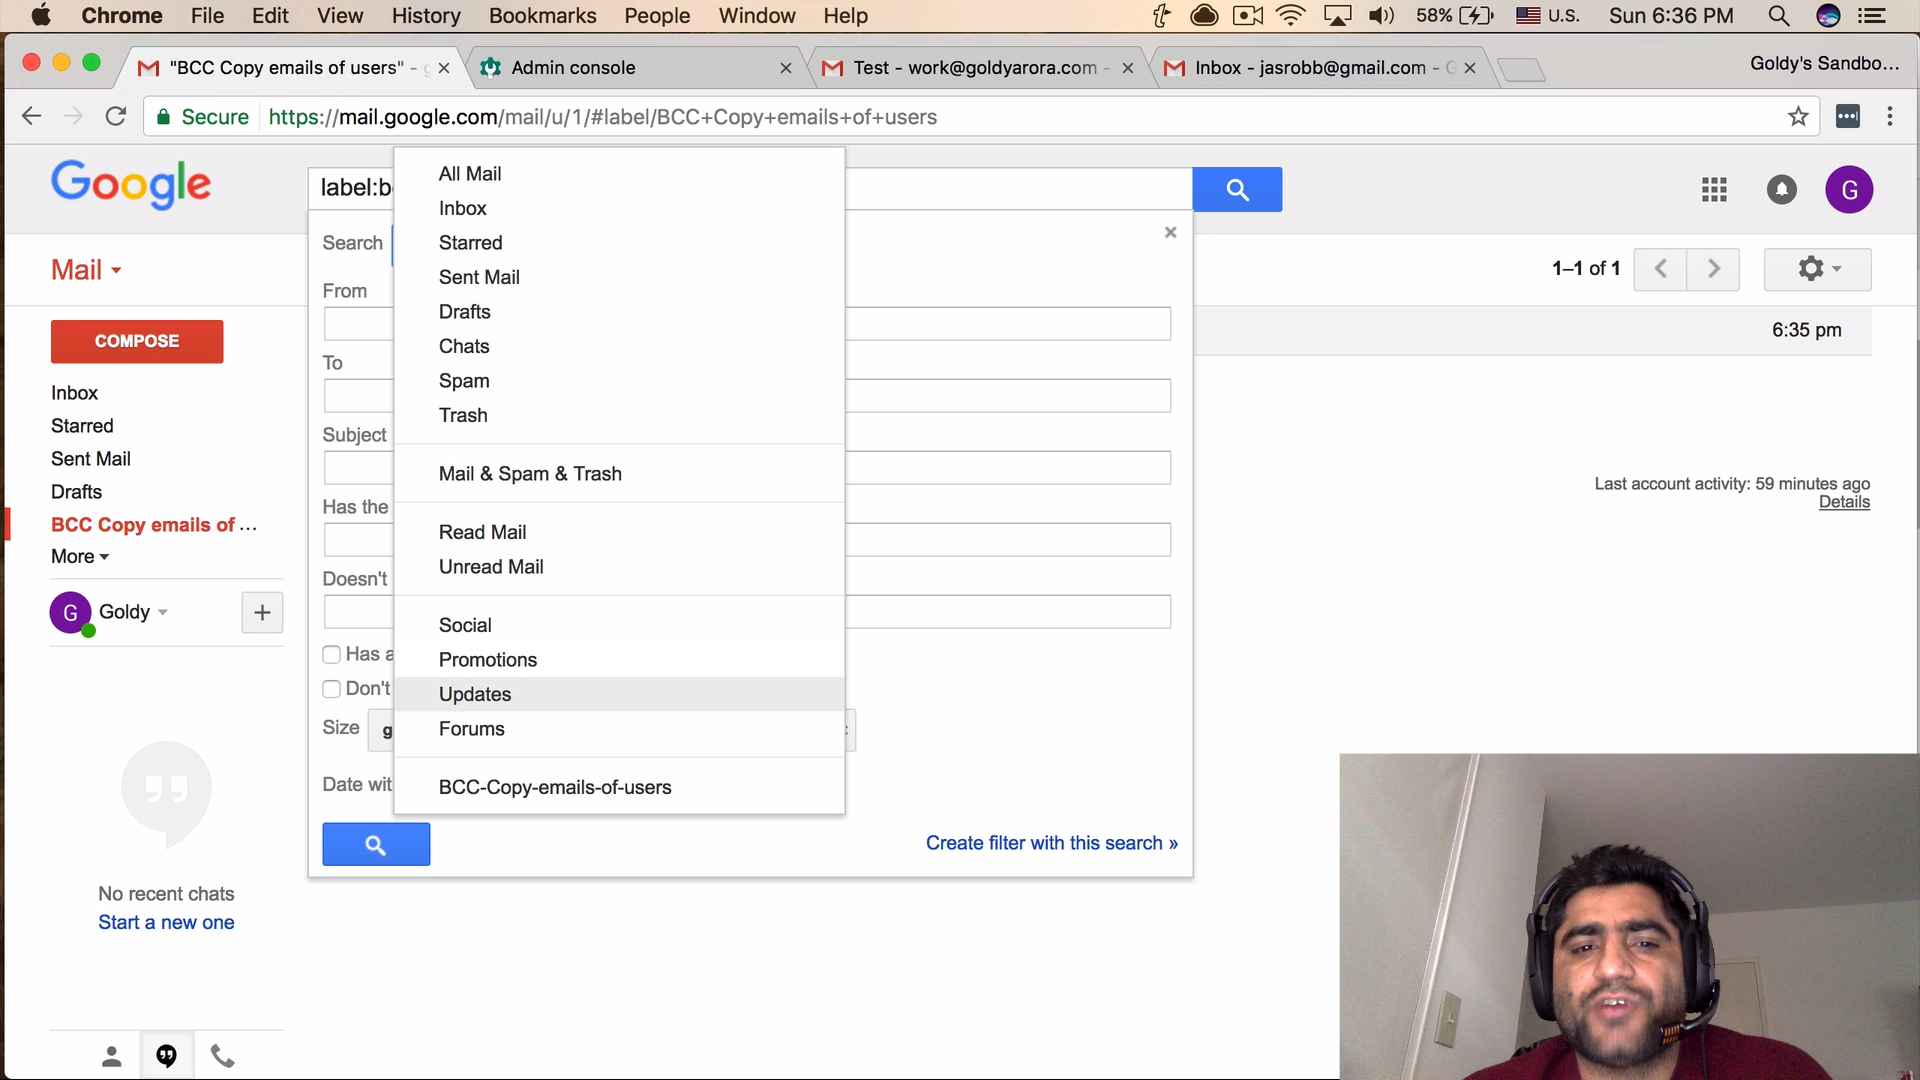 Chrome File Edit View History Bookmarks People Window Help 58% U.S. Sun 6:36 PM
"BCC Copy emails of users" - g
Admin console
Test - work@goldyarora.com -
Inbox - jasrobb@gmail.com - G
Goldy's Sandbo...
Secure https://mail.google.com/mail/u/1/#label/BCC+Copy+emails+of+users
Google
label:b
G
Mail
1–1 of 1
6:35 pm
COMPOSE
Inbox
Starred
Sent Mail
Drafts
BCC Copy emails of ...
More
G Goldy
No recent chats
Start a new one
Search
From
To
Subject
Has the
Doesn't
Has a
Don't
Size g
Date wit
All Mail
Inbox
Starred
Sent Mail
Drafts
Chats
Spam
Trash
Mail & Spam & Trash
Read Mail
Unread Mail
Social
Promotions
Updates
Forums
BCC-Copy-emails-of-users
Create filter with this search »
Last account activity: 59 minutes ago
Details